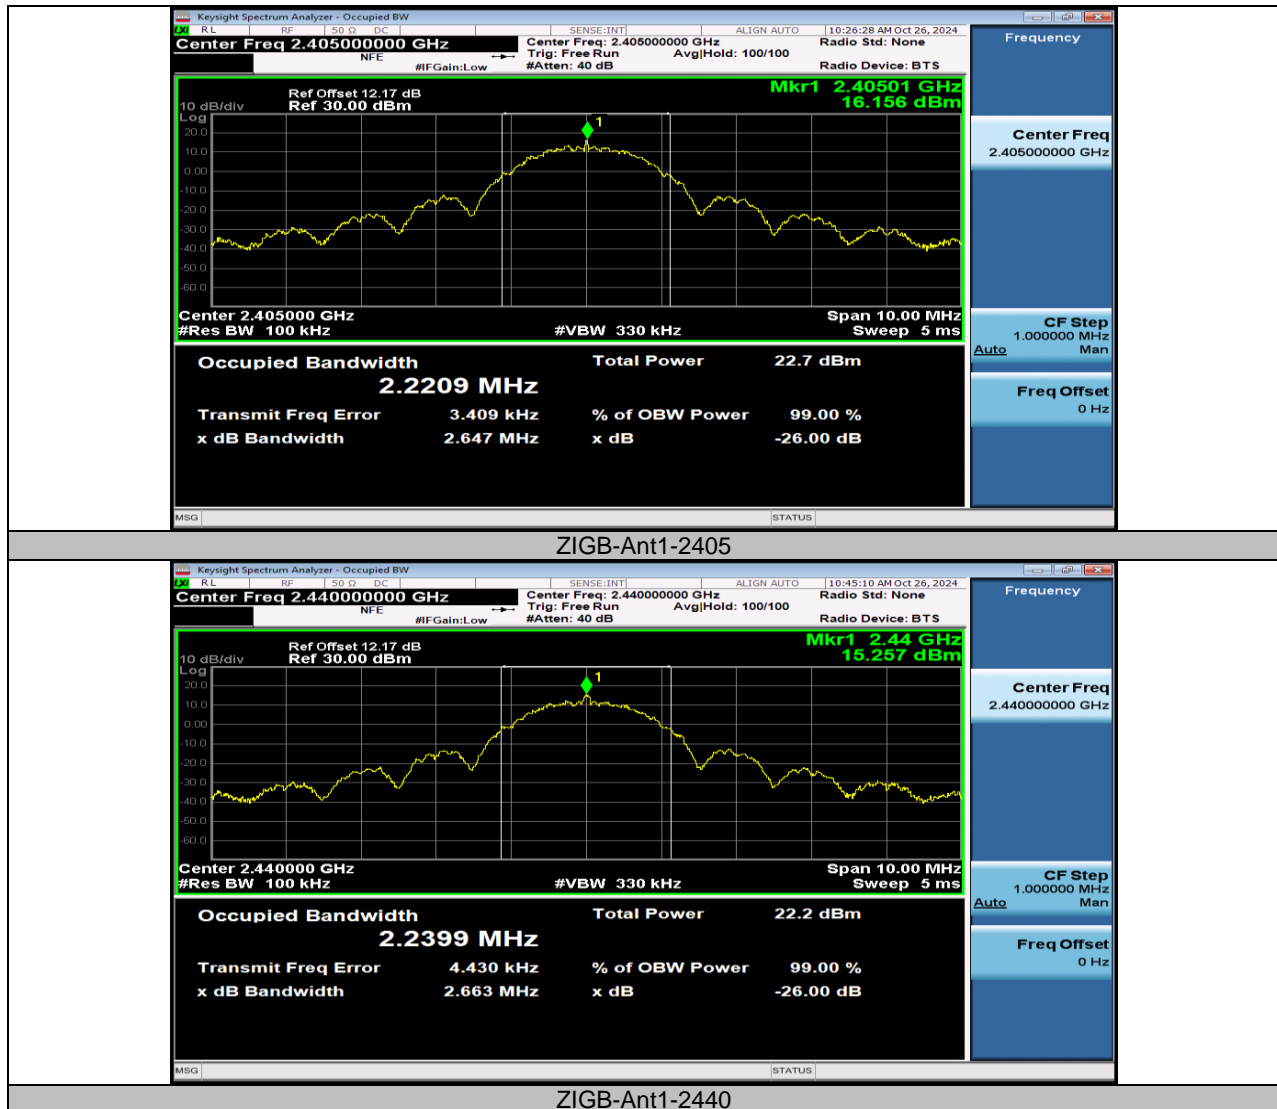 Keysight Spectrum Analyzer - Occupied BW
LXI RL RF 50 Ω DC SENSE:INT ALIGN AUTO 10:26:28 AM Oct 26, 2024
Center Freq 2.405000000 GHz Center Freq: 2.405000000 GHz Radio Std: None Frequency
NFE Trig: Free Run Avg|Hold: 100/100
#IFGain:Low #Atten: 40 dB Radio Device: BTS
Mkr1 2.40501 GHz
16.156 dBm
Ref Offset 12.17 dB
10 dB/div Ref 30.00 dBm
Log
20.0
10.0
0.00
-10.0
-20.0
-30.0
-40.0
-50.0
-60.0
1
Center Freq
2.405000000 GHz
Center 2.405000 GHz Span 10.00 MHz
#Res BW 100 kHz #VBW 330 kHz Sweep 5 ms
CF Step
1.000000 MHz
Auto Man
Occupied Bandwidth Total Power 22.7 dBm
2.2209 MHz
Freq Offset
0 Hz
Transmit Freq Error 3.409 kHz % of OBW Power 99.00 %
x dB Bandwidth 2.647 MHz x dB -26.00 dB
MSG STATUS
ZIGB-Ant1-2405
Keysight Spectrum Analyzer - Occupied BW
LXI RL RF 50 Ω DC SENSE:INT ALIGN AUTO 10:45:10 AM Oct 26, 2024
Center Freq 2.440000000 GHz Center Freq: 2.440000000 GHz Radio Std: None Frequency
NFE Trig: Free Run Avg|Hold: 100/100
#IFGain:Low #Atten: 40 dB Radio Device: BTS
Mkr1 2.44 GHz
15.257 dBm
Ref Offset 12.17 dB
10 dB/div Ref 30.00 dBm
Log
20.0
10.0
0.00
-10.0
-20.0
-30.0
-40.0
-50.0
-60.0
1
Center Freq
2.440000000 GHz
Center 2.440000 GHz Span 10.00 MHz
#Res BW 100 kHz #VBW 330 kHz Sweep 5 ms
CF Step
1.000000 MHz
Auto Man
Occupied Bandwidth Total Power 22.2 dBm
2.2399 MHz
Freq Offset
0 Hz
Transmit Freq Error 4.430 kHz % of OBW Power 99.00 %
x dB Bandwidth 2.663 MHz x dB -26.00 dB
MSG STATUS
ZIGB-Ant1-2440